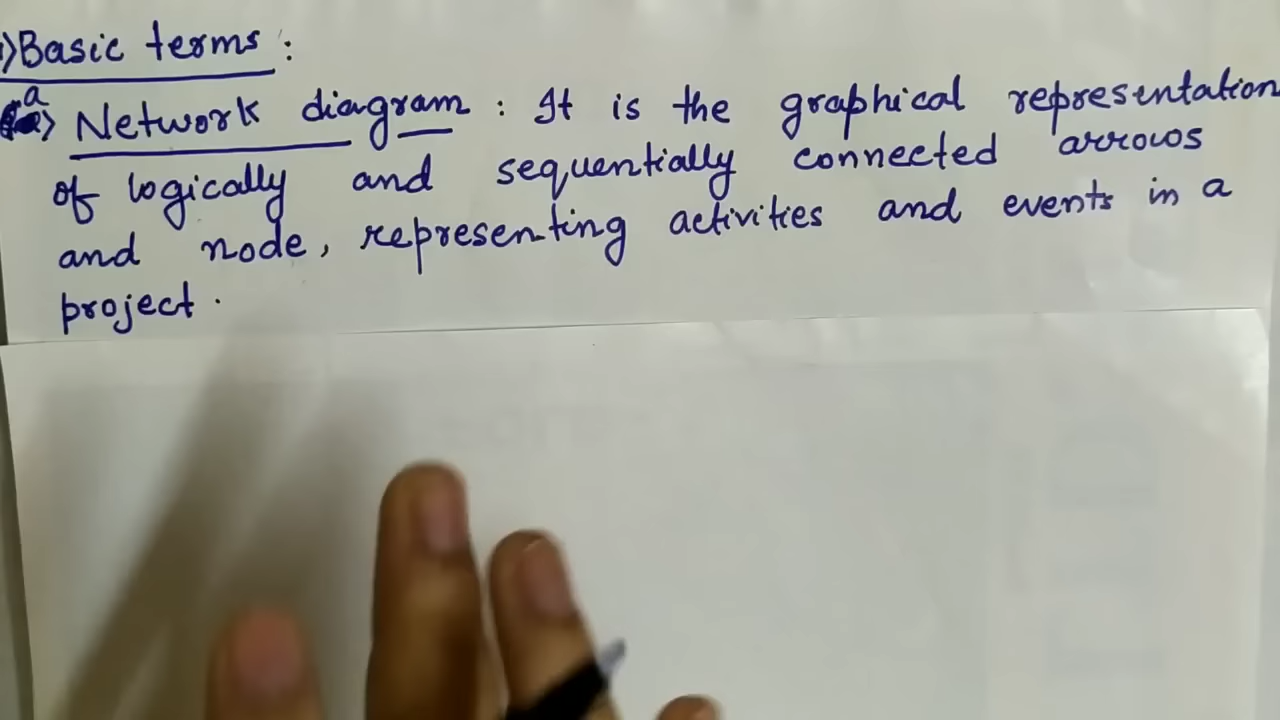 )Basic terms :
a) Network diagram : It is the graphical representation
of logically and sequentially connected arrows
and node, representing activities and events in a
project.